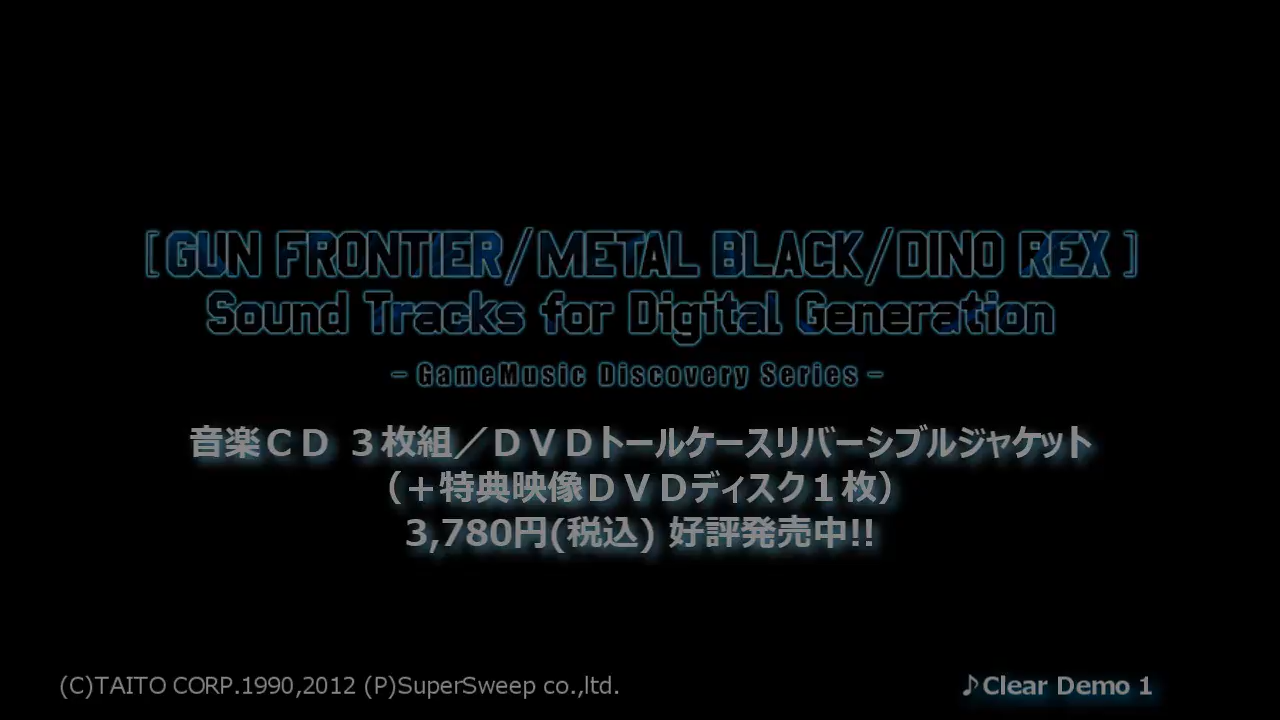 [GUN FRONTIER/METAL BLACK/DINO REX]
Sound Tracks for Digital Generation
– GameMusic Discovery Series –
音楽ＣＤ ３枚組／ＤＶＤトールケースリバーシブルジャケット
（＋特典映像ＤＶＤディスク１枚）
3,780円(税込) 好評発売中!!
(C)TAITO CORP.1990,2012 (P)SuperSweep co.,ltd.
♪Clear Demo 1